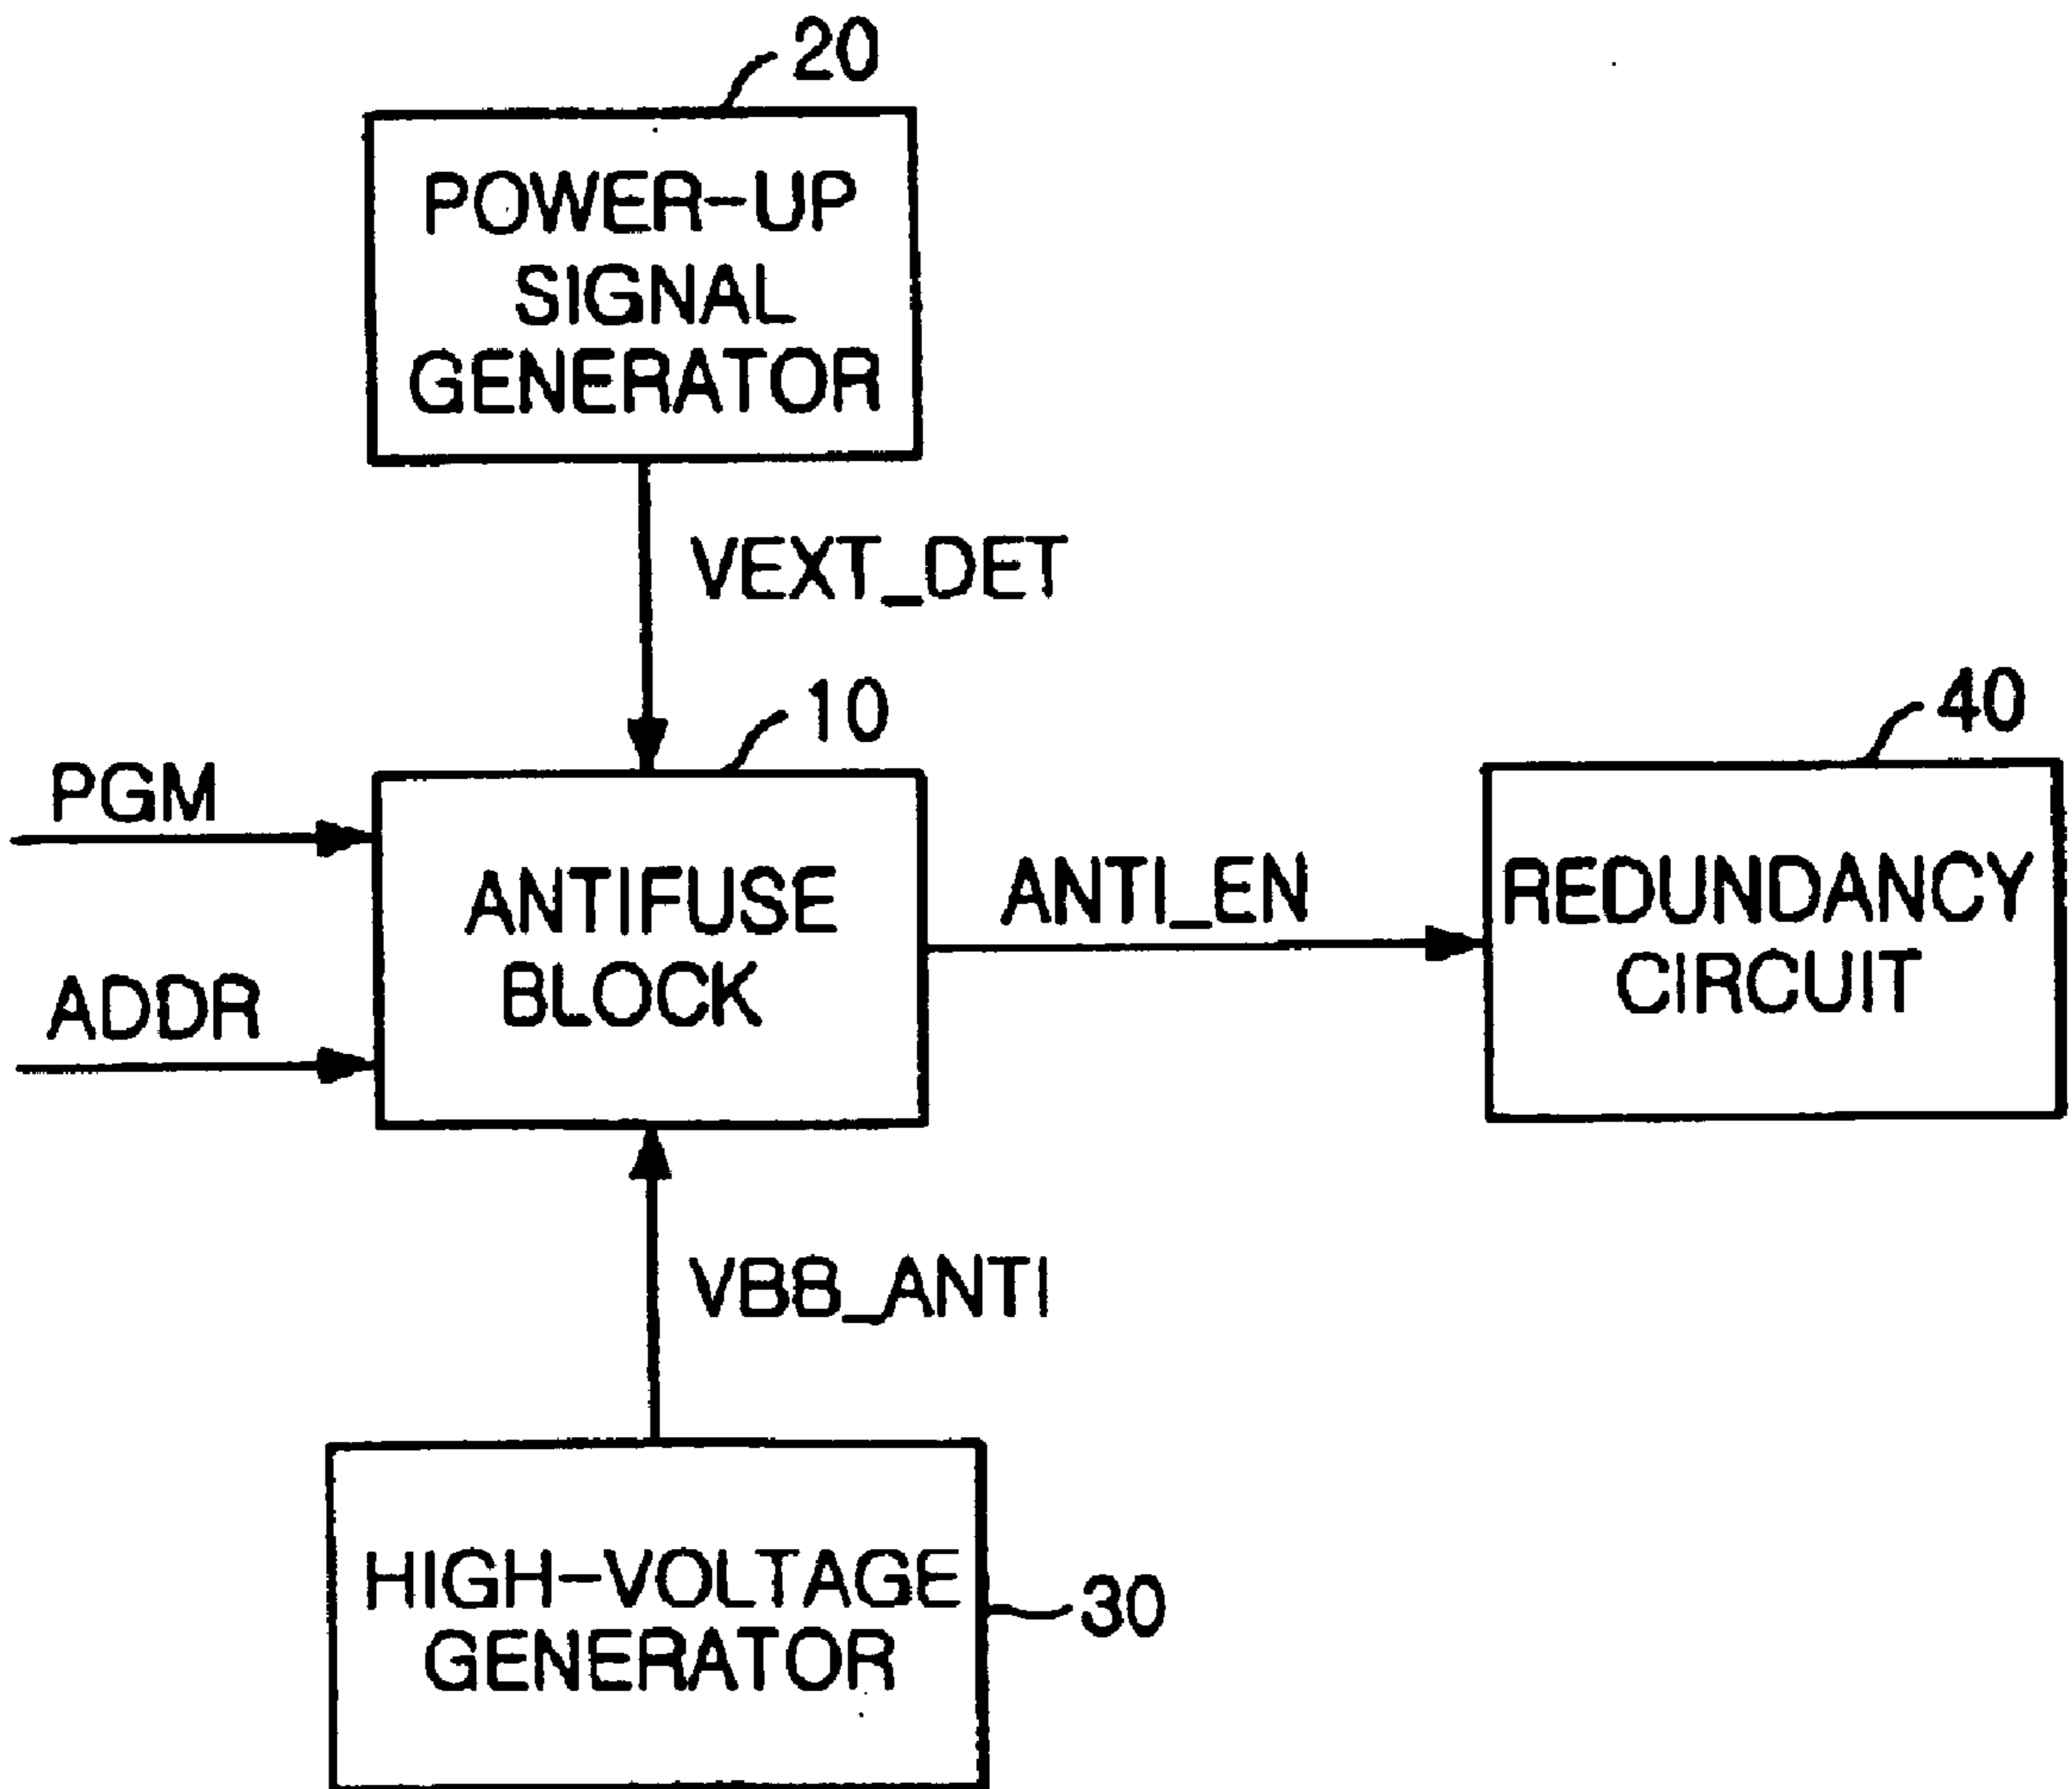 20
POWER-UP
SIGNAL
GENERATOR
VEXT_DET
10
40
PGM
ADDR
ANTIFUSE
BLOCK
ANTI_EN
REDUNDANCY
CIRCUIT
VBB_ANTI
HIGH-VOLTAGE
GENERATOR
30